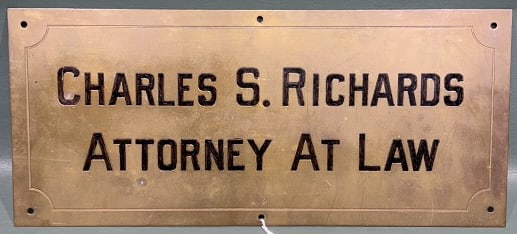 Charles S. Richards
Attorney At Law